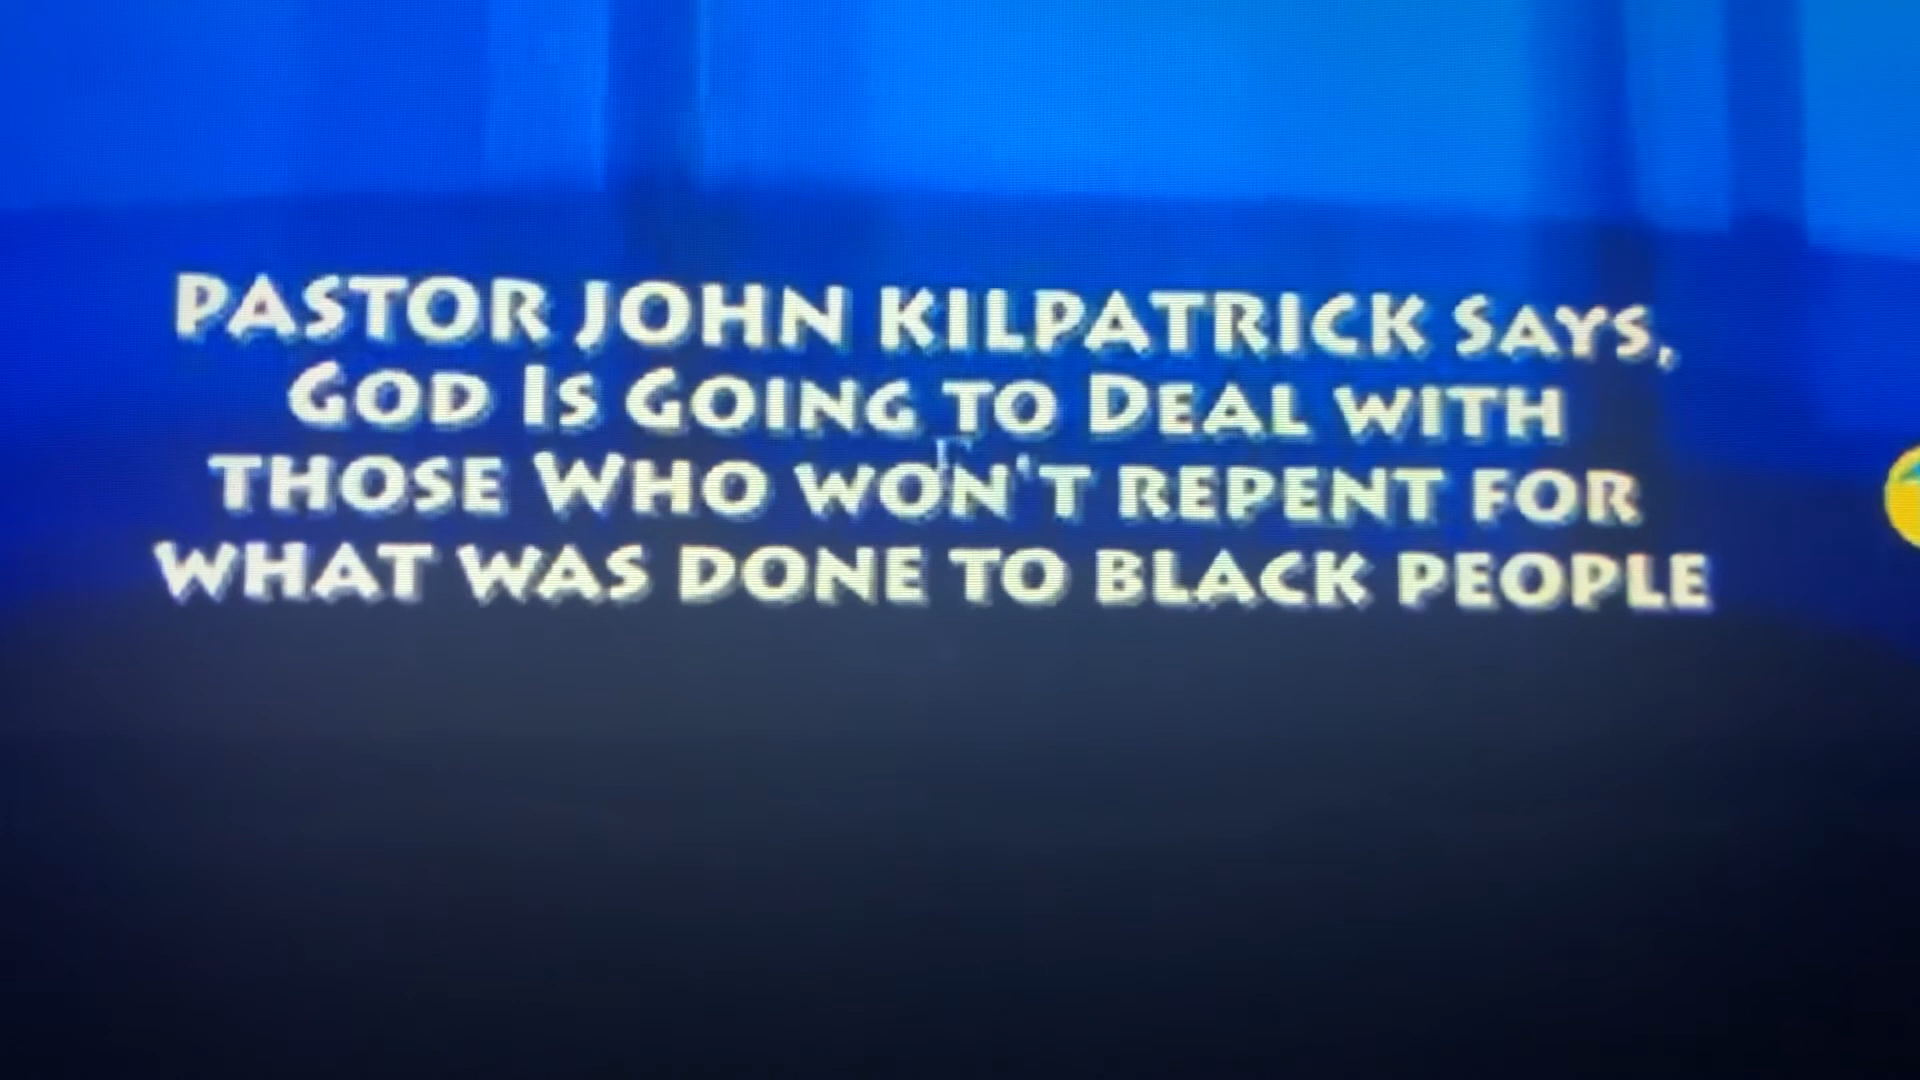 PASTOR JOHN KILPATRICK SAYS,
GOD IS GOING TO DEAL WITH
THOSE WHO WON'T REPENT FOR
WHAT WAS DONE TO BLACK PEOPLE